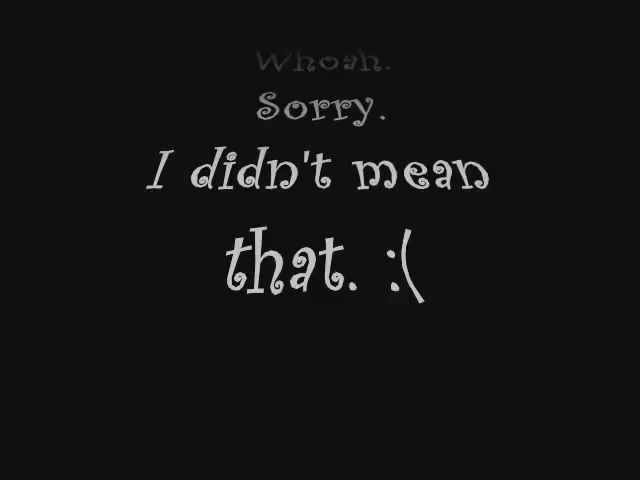 Whoah.
Sorry.
I didn't mean
that. :(